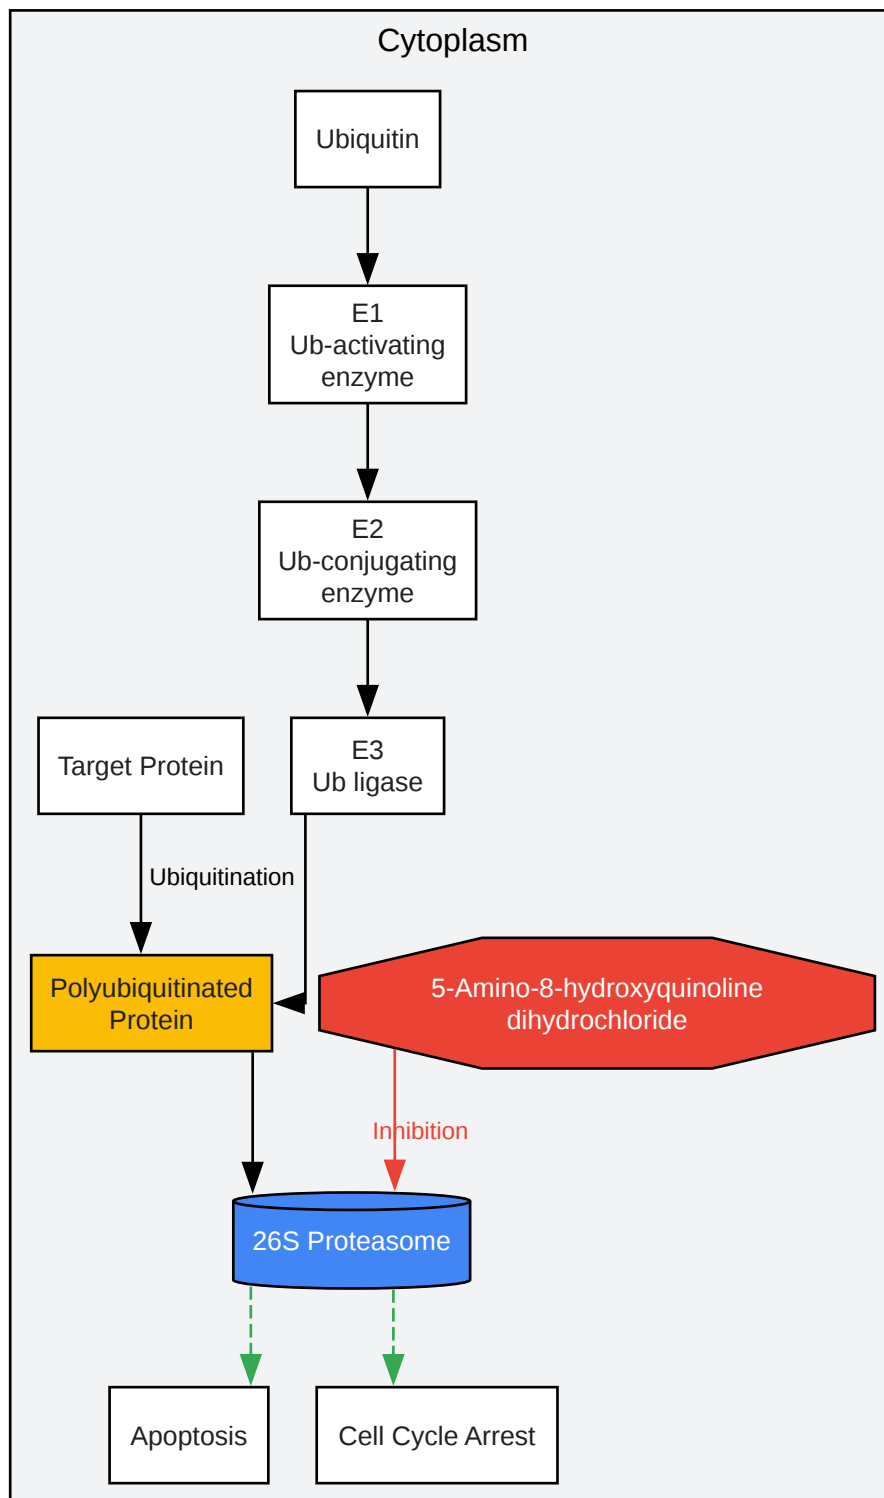 Cytoplasm
Ubiquitin
E1
Ub-activating
enzyme
E2
Ub-conjugating
enzyme
Target Protein
E3
Ub ligase
Ubiquitination
Polyubiquitinated
Protein
5-Amino-8-hydroxyquinoline
dihydrochloride
Inhibition
26S Proteasome
Apoptosis
Cell Cycle Arrest